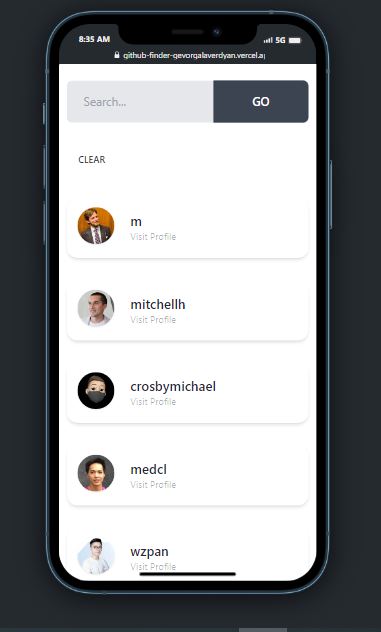 8:35 AM
5G
github-finder-gevorgalaverdyan.vercel.a
Search...
GO
CLEAR
m
Visit Profile
mitchellh
Visit Profile
crosbymichael
Visit Profile
medcl
Visit Profile
wzpan
Visit Profile